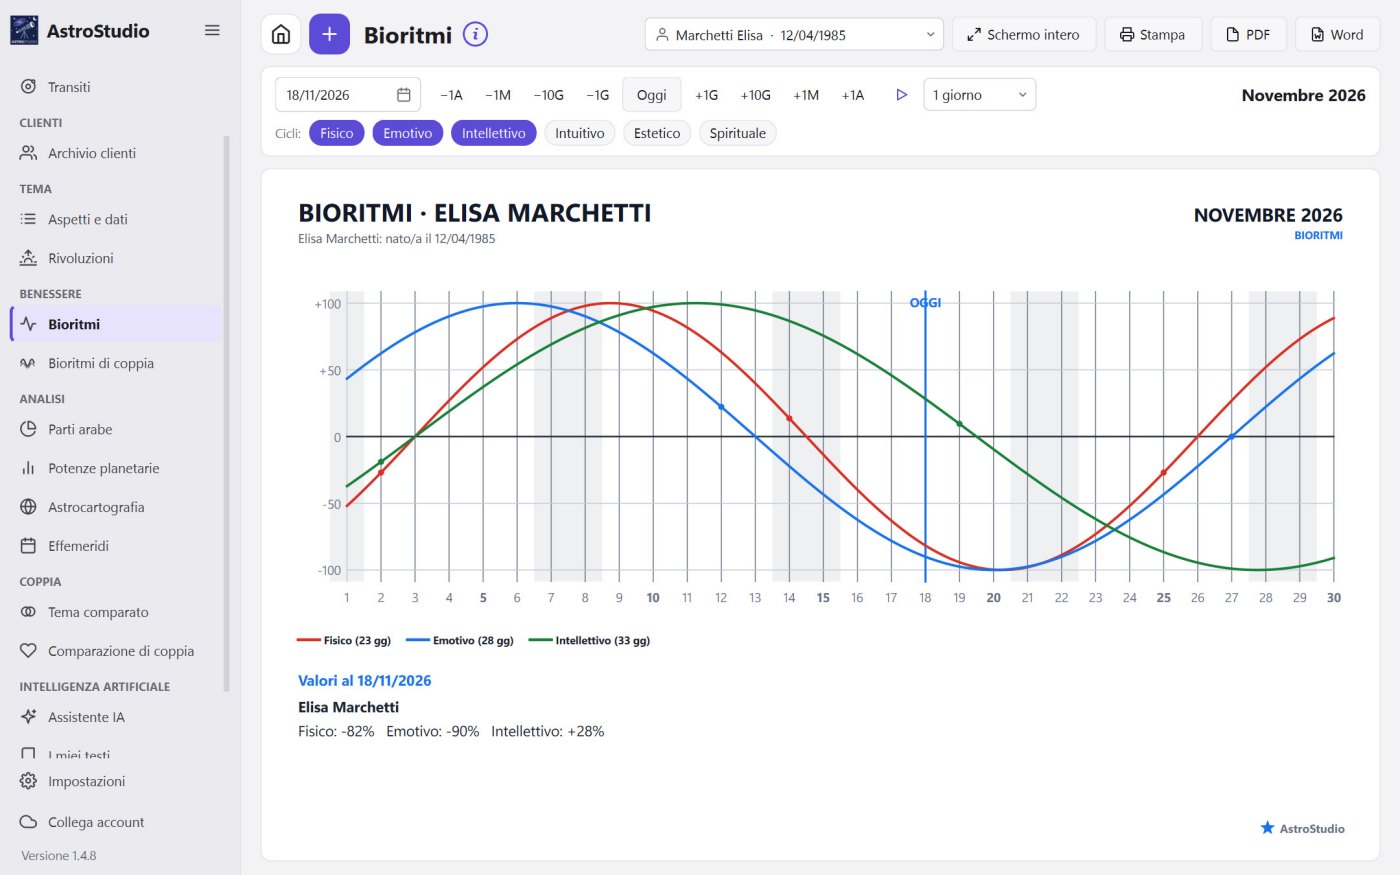 AstroStudio
Transiti
CLIENTI
Archivio clienti
TEMA
Aspetti e dati
Rivoluzioni
BENESSERE
Bioritmi
Bioritmi di coppia
ANALISI
Parti arabe
Potenze planetarie
Astrocartografia
Effemeridi
COPPIA
Tema comparato
Comparazione di coppia
INTELLIGENZA ARTIFICIALE
Assistente IA
I miei testi
Impostazioni
Collega account
Versione 1.4.8
Bioritmi
Marchetti Elisa · 12/04/1985
Schermo intero
Stampa
PDF
Word
18/11/2026 −1A −1M −10G −1G Oggi +1G +10G +1M +1A 1 giorno
Novembre 2026
Cicli: Fisico Emotivo Intellettivo Intuitivo Estetico Spirituale
BIORITMI · ELISA MARCHETTI
Elisa Marchetti: nato/a il 12/04/1985
NOVEMBRE 2026
BIORITMI
OGGI
+100
+50
0
-50
-100
1 2 3 4 5 6 7 8 9 10 11 12 13 14 15 16 17 18 19 20 21 22 23 24 25 26 27 28 29 30
Fisico (23 gg) Emotivo (28 gg) Intellettivo (33 gg)
Valori al 18/11/2026
Elisa Marchetti
Fisico: -82% Emotivo: -90% Intellettivo: +28%
AstroStudio